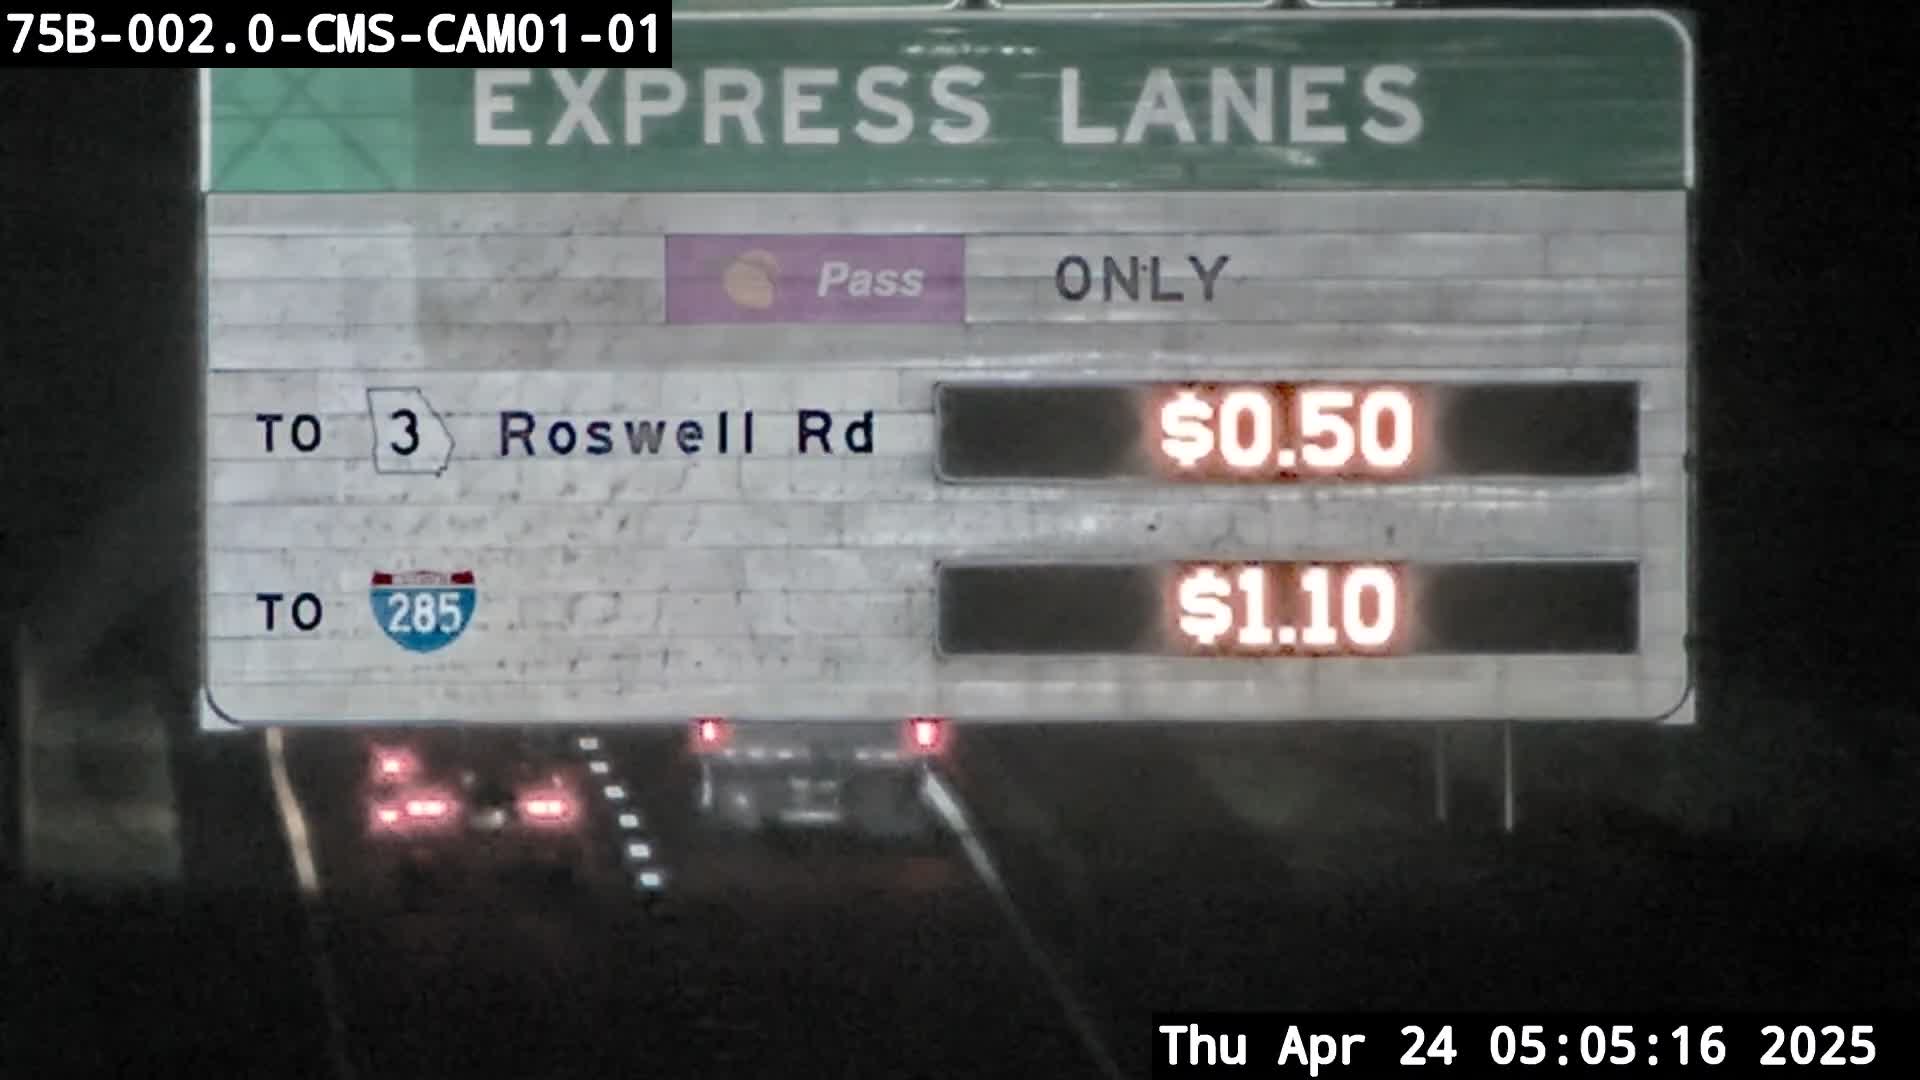 75B-002.0-CMS-CAM01-01
EXPRESS LANES
Pass ONLY
TO 3 Roswell Rd $0.50
TO 285 $1.10
Thu Apr 24 05:05:16 2025